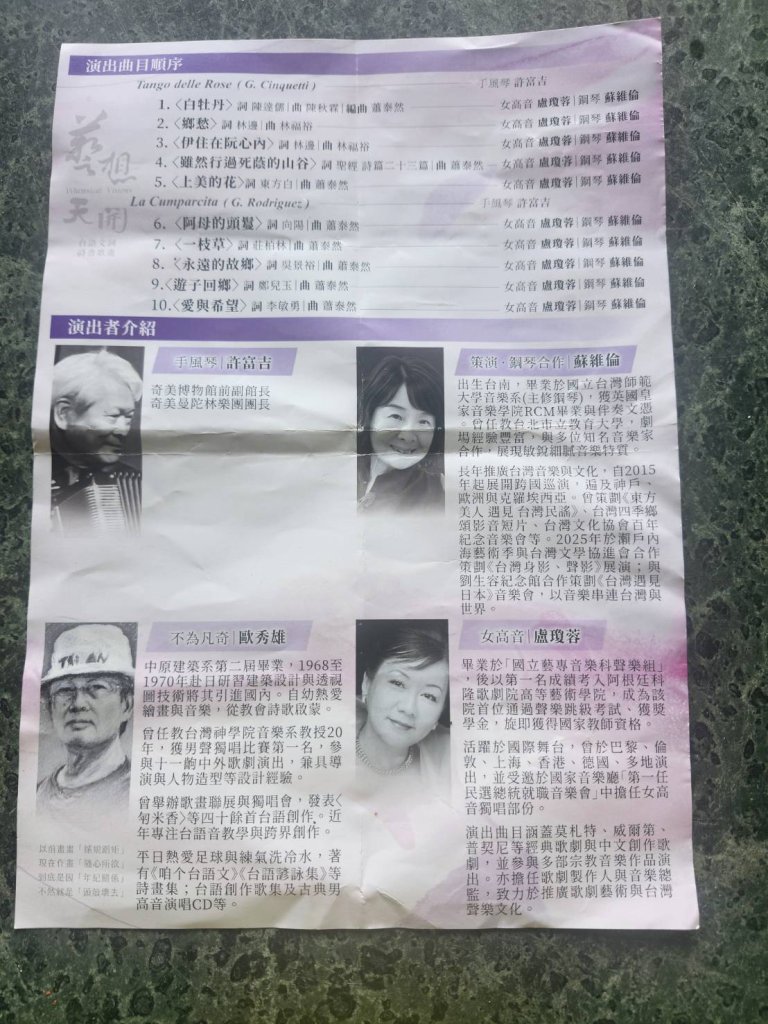 演出曲目順序
Tango delle Rose ( G. Cinquetti ) 手風琴 許富吉
1.〈白牡丹〉詞 陳達儒|曲 陳秋霖|編曲 蕭泰然 女高音 盧瓊蓉|鋼琴 蘇維倫
2.〈鄉愁〉詞 林邊|曲 林福裕 女高音 盧瓊蓉|鋼琴 蘇維倫
3.〈伊住在阮心內〉詞 林邊|曲 林福裕 女高音 盧瓊蓉|鋼琴 蘇維倫
4.〈雖然行過死蔭的山谷〉詞 聖經 詩篇二十三篇|曲 蕭泰然 女高音 盧瓊蓉|鋼琴 蘇維倫
5.〈上美的花〉詞 東方白|曲 蕭泰然 女高音 盧瓊蓉|鋼琴 蘇維倫
La Cumparcita ( G. Rodriguez ) 手風琴 許富吉
6.〈阿母的頭鬘〉詞 向陽|曲 蕭泰然 女高音 盧瓊蓉|鋼琴 蘇維倫
7.〈一枝草〉詞 莊柏林|曲 蕭泰然 女高音 盧瓊蓉|鋼琴 蘇維倫
8.〈永遠的故鄉〉詞 吳景裕|曲 蕭泰然 女高音 盧瓊蓉|鋼琴 蘇維倫
9.〈遊子回鄉〉詞 鄭兒玉|曲 蕭泰然 女高音 盧瓊蓉|鋼琴 蘇維倫
10.〈愛與希望〉詞 李敏勇|曲 蕭泰然 女高音 盧瓊蓉|鋼琴 蘇維倫
藝想
Whimsical Visions
天開
台語文詞
詩書歌畫
演出者介紹
手風琴|許富吉
奇美博物館前副館長
奇美曼陀林樂團團長
策演·鋼琴合作|蘇維倫
出生台南，畢業於國立台灣師範
大學音樂系(主修鋼琴)，獲英國皇
家音樂學院RCM畢業與伴奏文憑
。曾任教台北市立教育大學，劇
場經驗豐富，與多位知名音樂家
合作，展現敏銳細膩音樂特質。
長年推廣台灣音樂與文化，自2015
年起展開跨國巡演，遍及神戶、
歐洲與克羅埃西亞。曾策劃《東方
美人 遇見 台灣民謠》、台灣四季鄉
頌影音短片、台灣文化協會百年
紀念音樂會等。2025年於瀨戶內
海藝術季與台灣文學協進會合作
策劃《台灣身影、聲影》展演；與
劉生容紀念館合作策劃《台灣遇見
日本》音樂會，以音樂串連台灣與
世界。
不為凡奇|歐秀雄
中原建築系第二屆畢業，1968至
1970年赴日研習建築設計與透視
圖技術將其引進國內。自幼熱愛
繪畫與音樂，從教會詩歌啟蒙。
曾任教台灣神學院音樂系教授20
年，獲男聲獨唱比賽第一名，參
與十一齣中外歌劇演出，兼具導
演與人物造型等設計經驗。
曾舉辦歌畫聯展與獨唱會，發表〈
匊米香〉等四十餘首台語創作。近
年專注台語音教學與跨界創作。
平日熱愛足球與練氣洗冷水，著
有《咱个台語文》《台語諺詠集》等
詩畫集；台語創作歌集及古典男
高音演唱CD等。
以前畫畫「搽規蹈矩」
現在作畫「隨心所欲」
到底是因「年紀關係」
不然就是「頭殼壞去」
女高音|盧瓊蓉
畢業於「國立藝專音樂科聲樂組」
，後以第一名成績考入阿根廷科
隆歌劇院高等藝術學院，成為該
院首位通過聲樂跳級考試、獲獎
學金，旋即獲得國家教師資格。
活躍於國際舞台，曾於巴黎、倫
敦、上海、香港、德國、多地演
出，並受邀於國家音樂廳「第一任
民選總統就職音樂會」中擔任女高
音獨唱部份。
演出曲目涵蓋莫札特、威爾第、
普契尼等經典歌劇與中文創作歌
劇，並參與多部宗教音樂作品演
出。亦擔任歌劇製作人與音樂總
監，致力於推廣歌劇藝術與台灣
聲樂文化。